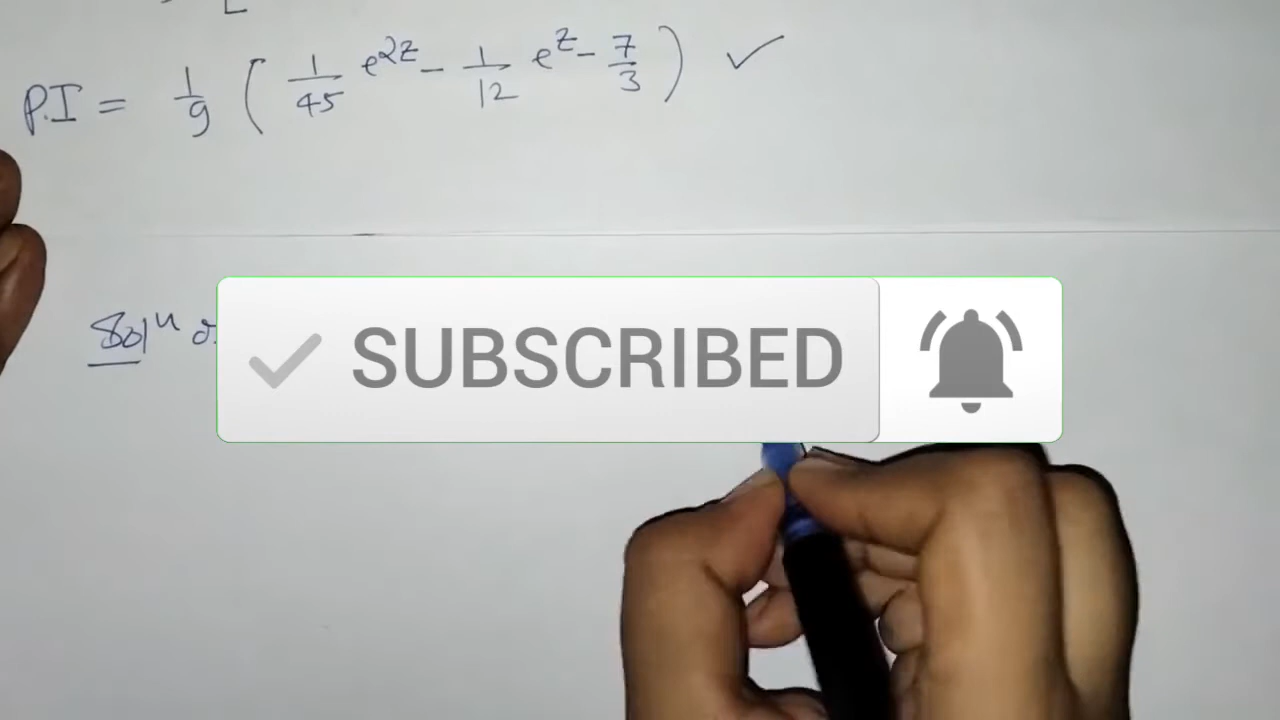 P.I = 1/9 ( 1/45 e^{2z} - 1/12 e^{z} - 7/3 ) ✓
Sol^n
SUBSCRIBED